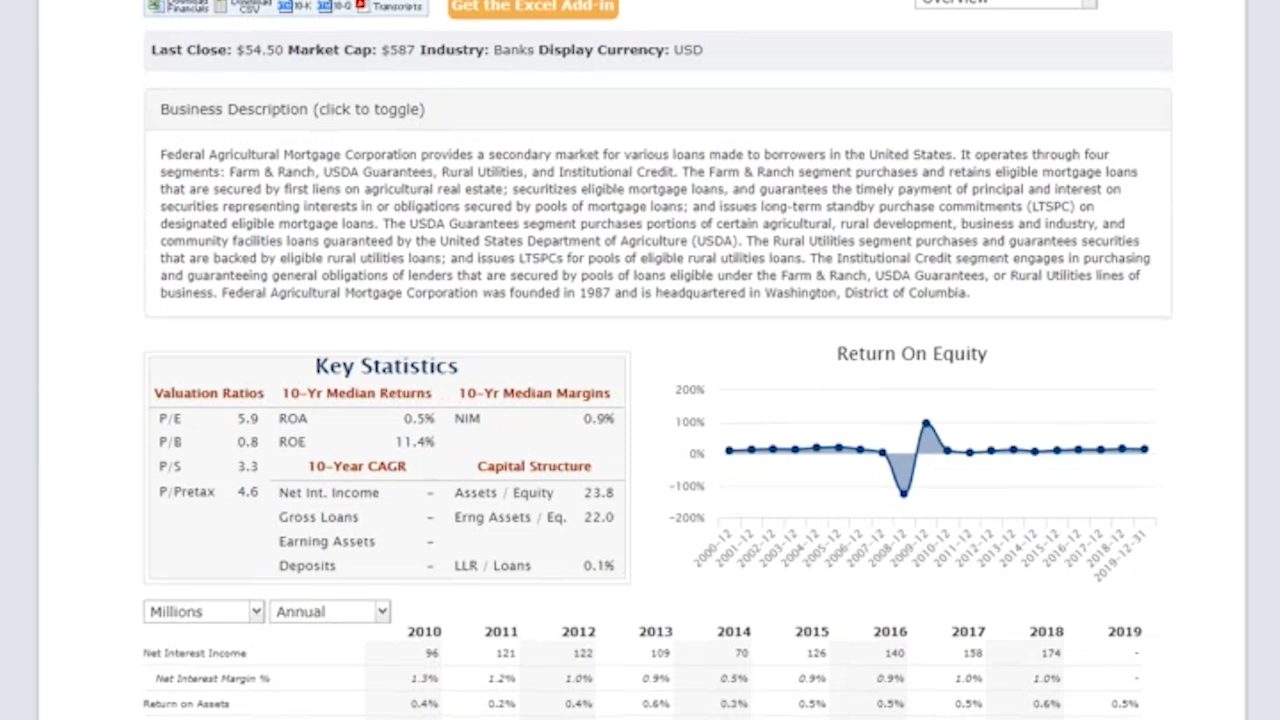 Financials CSV 10-K 10-Q Transcripts Get the Excel Add-in Overview
Last Close: $54.50 Market Cap: $587 Industry: Banks Display Currency: USD
Business Description (click to toggle)
Federal Agricultural Mortgage Corporation provides a secondary market for various loans made to borrowers in the United States. It operates through four
segments: Farm & Ranch, USDA Guarantees, Rural Utilities, and Institutional Credit. The Farm & Ranch segment purchases and retains eligible mortgage loans
that are secured by first liens on agricultural real estate; securitizes eligible mortgage loans, and guarantees the timely payment of principal and interest on
securities representing interests in or obligations secured by pools of mortgage loans; and issues long-term standby purchase commitments (LTSPC) on
designated eligible mortgage loans. The USDA Guarantees segment purchases portions of certain agricultural, rural development, business and industry, and
community facilities loans guaranteed by the United States Department of Agriculture (USDA). The Rural Utilities segment purchases and guarantees securities
that are backed by eligible rural utilities loans; and issues LTSPCs for pools of eligible rural utilities loans. The Institutional Credit segment engages in purchasing
and guaranteeing general obligations of lenders that are secured by pools of loans eligible under the Farm & Ranch, USDA Guarantees, or Rural Utilities lines of
business. Federal Agricultural Mortgage Corporation was founded in 1987 and is headquartered in Washington, District of Columbia.
Key Statistics
Valuation Ratios 10-Yr Median Returns 10-Yr Median Margins
P/E 5.9 ROA 0.5% NIM 0.9%
P/B 0.8 ROE 11.4%
P/S 3.3 10-Year CAGR Capital Structure
P/Pretax 4.6 Net Int. Income - Assets / Equity 23.8
Gross Loans - Erng Assets / Eq. 22.0
Earning Assets -
Deposits - LLR / Loans 0.1%
Return On Equity
200%
100%
0%
-100%
-200%
2000-12 2001-12 2002-12 2003-12 2004-12 2005-12 2006-12 2007-12 2008-12 2009-12 2010-12 2011-12 2012-12 2013-12 2014-12 2015-12 2016-12 2017-12 2018-12 2019-12-31
Millions Annual
2010 2011 2012 2013 2014 2015 2016 2017 2018 2019
Net Interest Income 96 121 122 109 70 126 140 158 174 -
Net Interest Margin % 1.3% 1.2% 1.0% 0.9% 0.5% 0.9% 0.9% 1.0% 1.0% -
Return on Assets 0.4% 0.2% 0.4% 0.6% 0.3% 0.5% 0.5% 0.5% 0.6% 0.5%